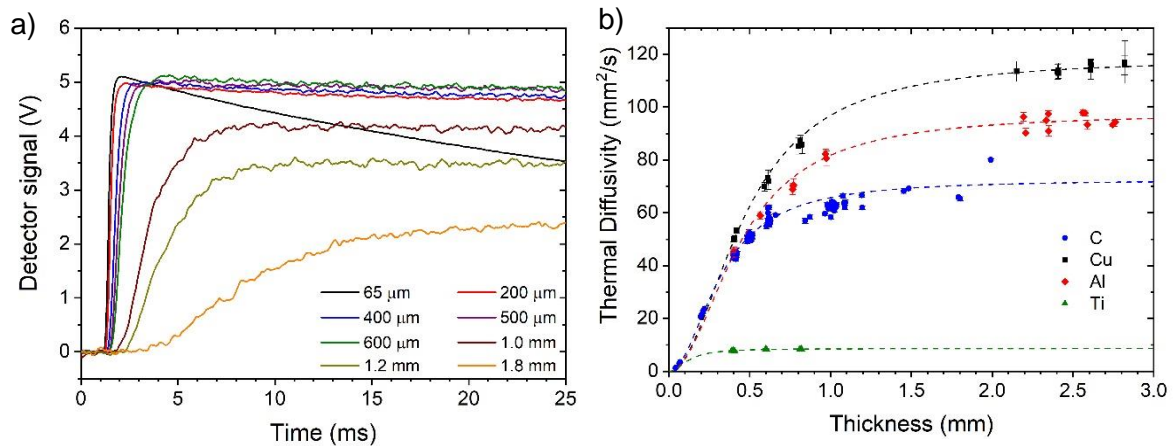 a)
6
5
4
3
2
1
0
Detector signal (V)
0 5 10 15 20 25
Time (ms)
65 μm 200 μm
400 μm 500 μm
600 μm 1.0 mm
1.2 mm 1.8 mm
b)
120
100
80
60
40
20
0
Thermal Diffusivity (mm²/s)
0.0 0.5 1.0 1.5 2.0 2.5 3.0
Thickness (mm)
C
Cu
Al
Ti